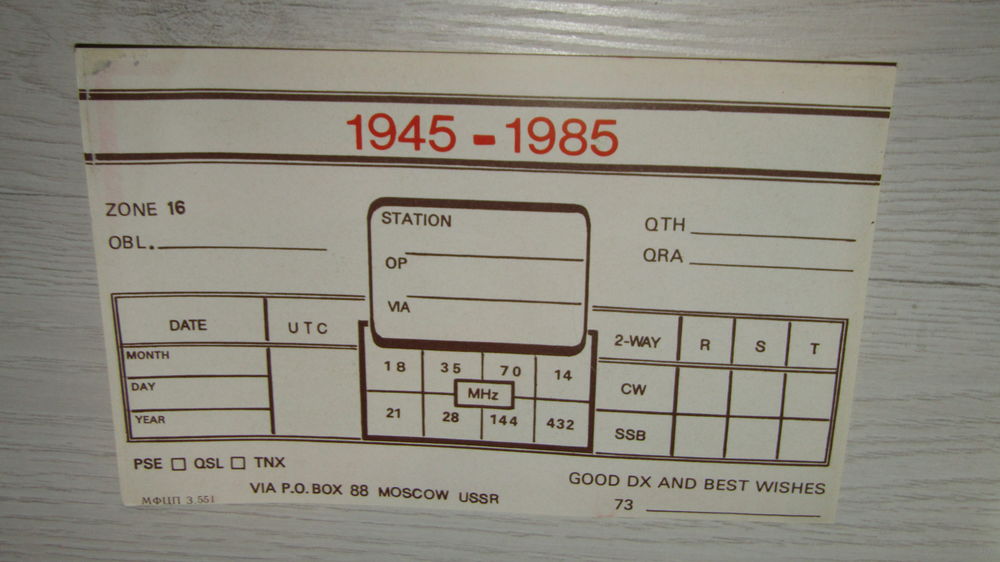 1945 - 1985
ZONE 16
OBL.
STATION
OP
VIA
QTH
QRA
DATE UTC
MONTH
DAY
YEAR
18 35 70 14
MHz
21 28 144 432
2-WAY R S T
CW
SSB
PSE QSL TNX
VIA P.O. BOX 88 MOSCOW USSR
МФЦП 3.551
GOOD DX AND BEST WISHES
73